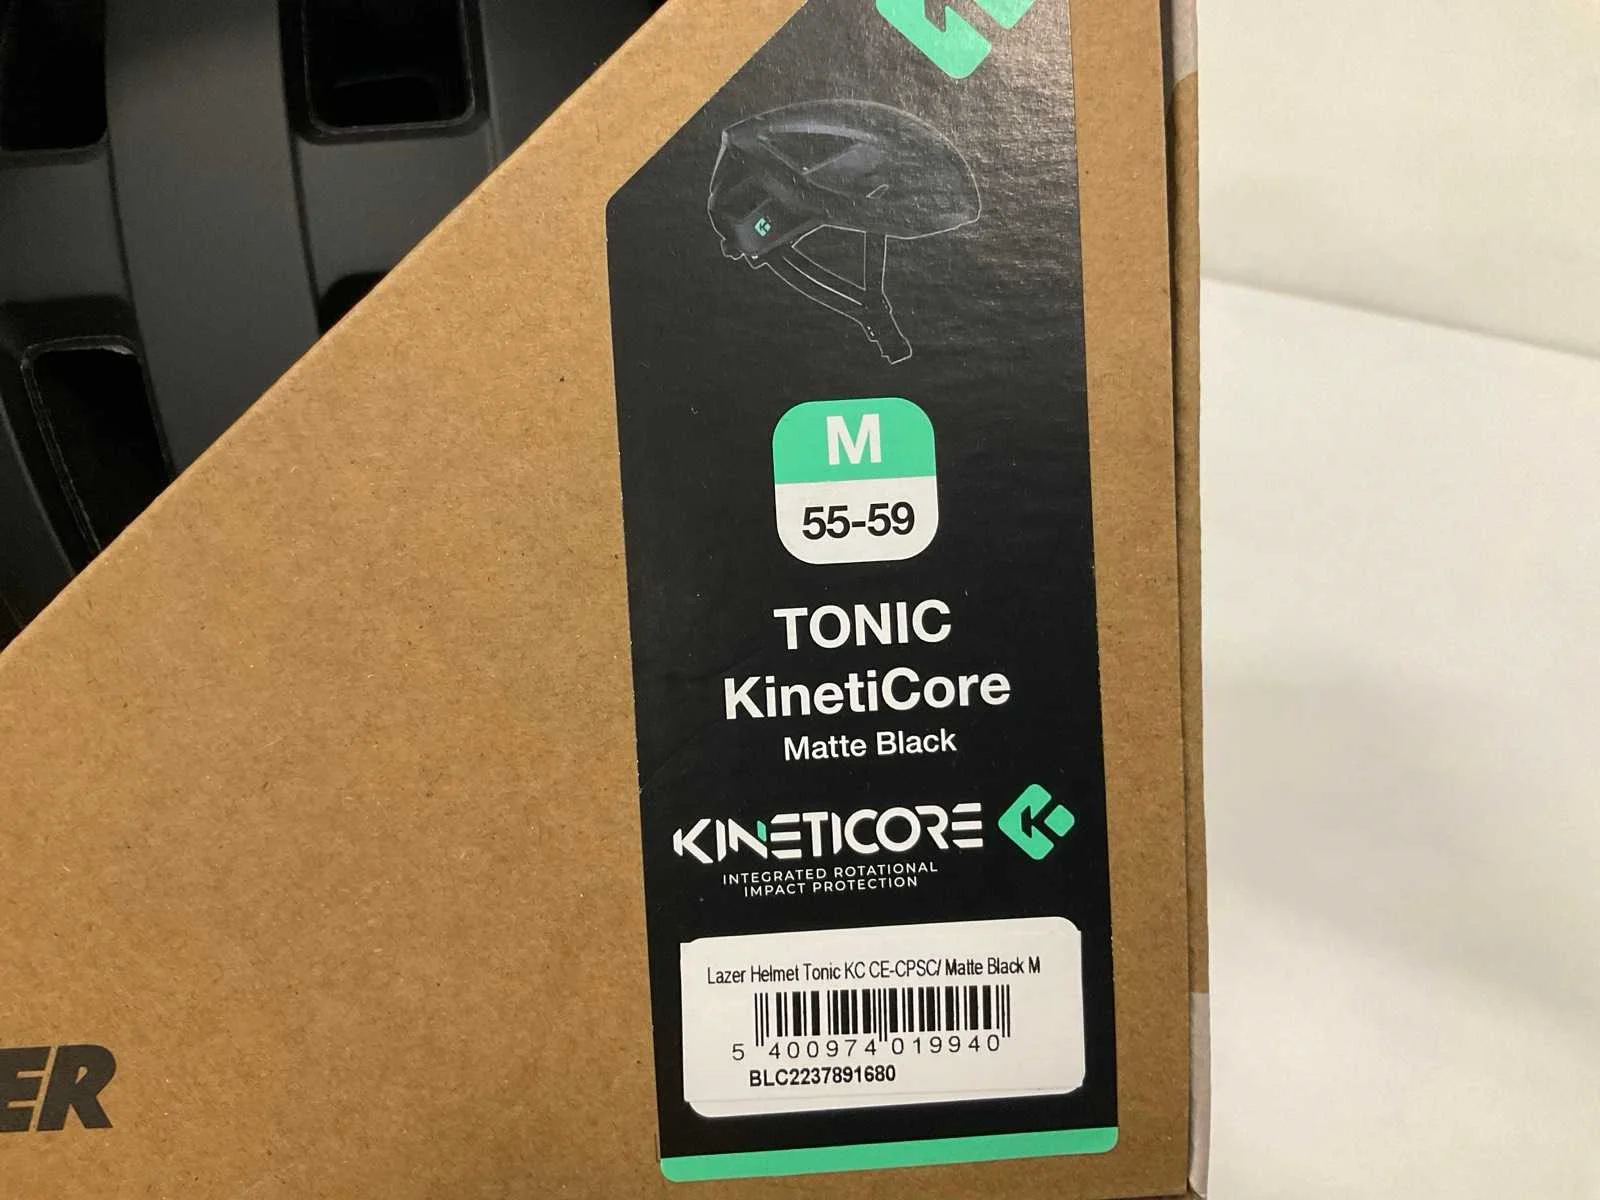 M
55-59
TONIC
KinetiCore
Matte Black
KINETICORE
INTEGRATED ROTATIONAL
IMPACT PROTECTION
Lazer Helmet Tonic KC CE-CPSC/ Matte Black M
5 400974 019940
BLC2237891680
ER